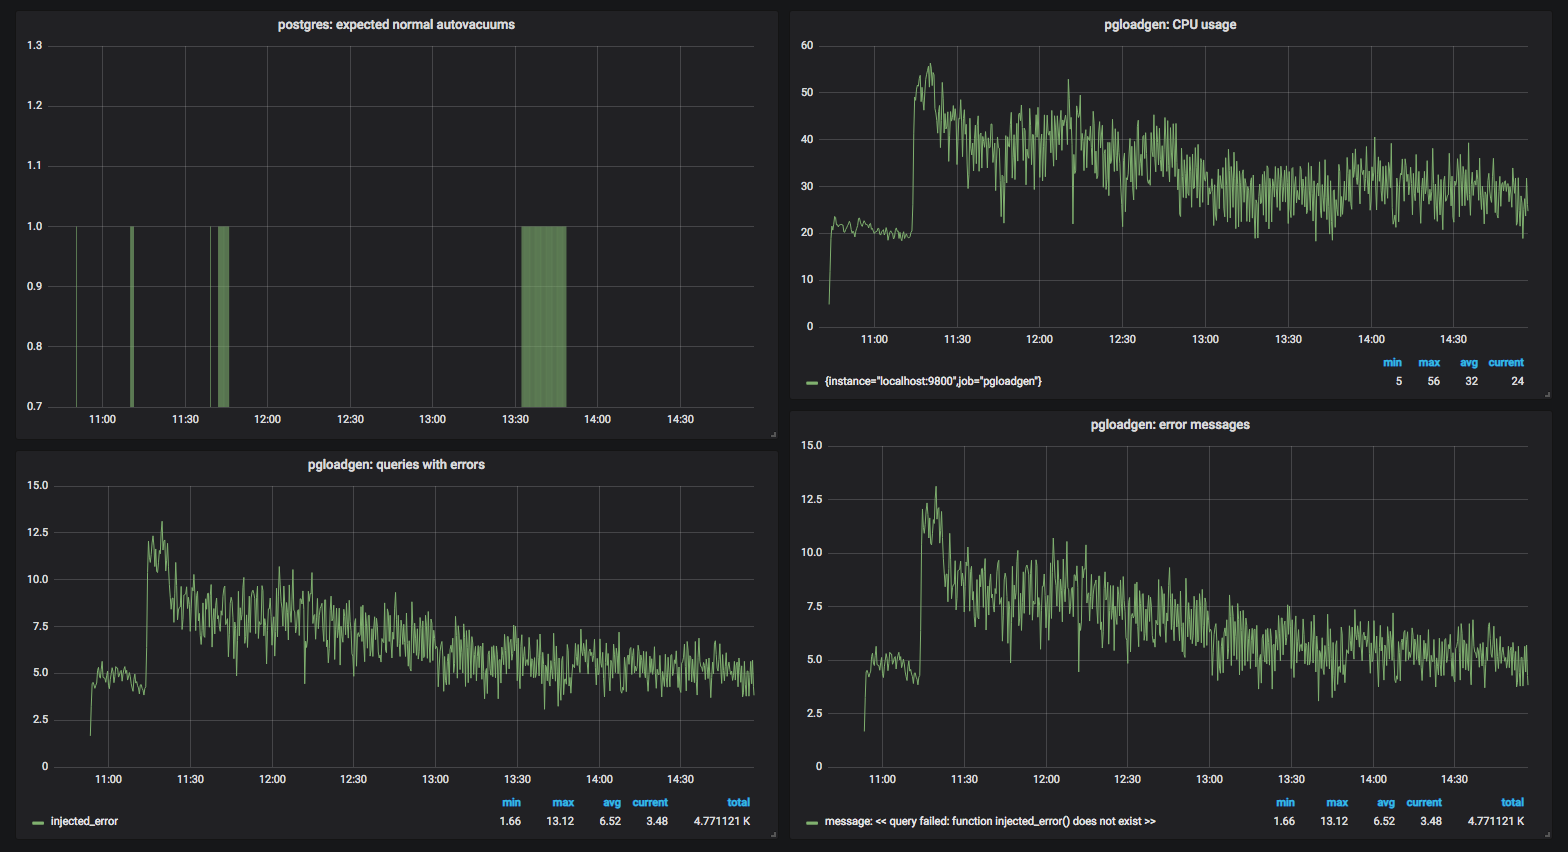 postgres: expected normal autovacuums
1.3
1.2
1.1
1.0
0.9
0.8
0.7
11:00 11:30 12:00 12:30 13:00 13:30 14:00 14:30
pgloadgen: CPU usage
60
50
40
30
20
10
0
11:00 11:30 12:00 12:30 13:00 13:30 14:00 14:30
min max avg current
{instance="localhost:9800",job="pgloadgen"} 5 56 32 24
pgloadgen: queries with errors
15.0
12.5
10.0
7.5
5.0
2.5
0
11:00 11:30 12:00 12:30 13:00 13:30 14:00 14:30
min max avg current total
injected_error 1.66 13.12 6.52 3.48 4.771121 K
pgloadgen: error messages
15.0
12.5
10.0
7.5
5.0
2.5
0
11:00 11:30 12:00 12:30 13:00 13:30 14:00 14:30
min max avg current total
message: << query failed: function injected_error() does not exist >> 1.66 13.12 6.52 3.48 4.771121 K